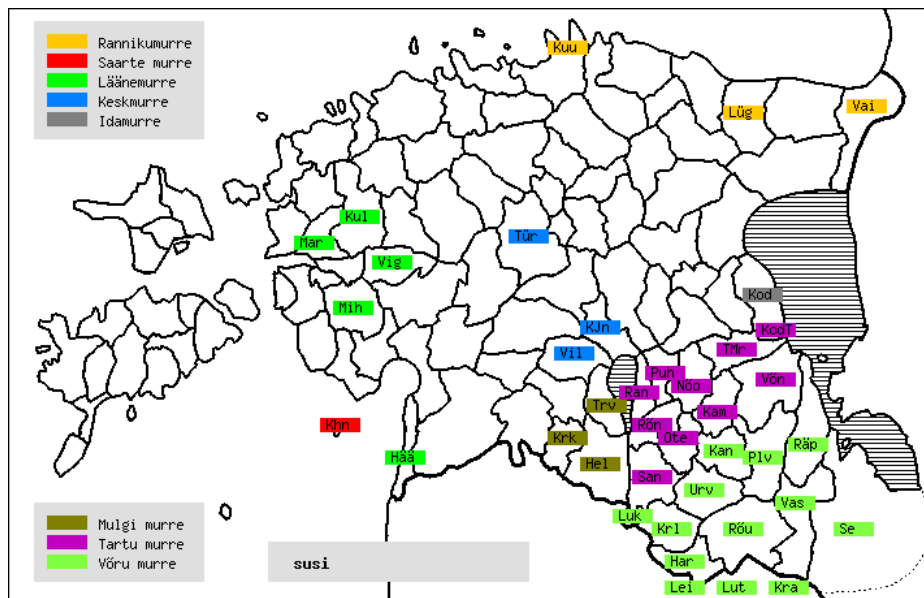 Rannikumurre
Saarte murre
Läänemurre
Keskmurre
Idamurre
Kuu
Lüg
Vai
Kul
Mar
Tür
Vig
Mih
Kod
KJn
KodT
Vil
TMr
Puh
Nõo
Võn
Ran
Trv
Kam
Khn
Rõn
Krk
Ote
Kan
Plv
Räp
Hää
Hel
San
Urv
Vas
Luk
Krl
Rõu
Se
Har
Lei
Lut
Kra
Mulgi murre
Tartu murre
Võru murre
susi